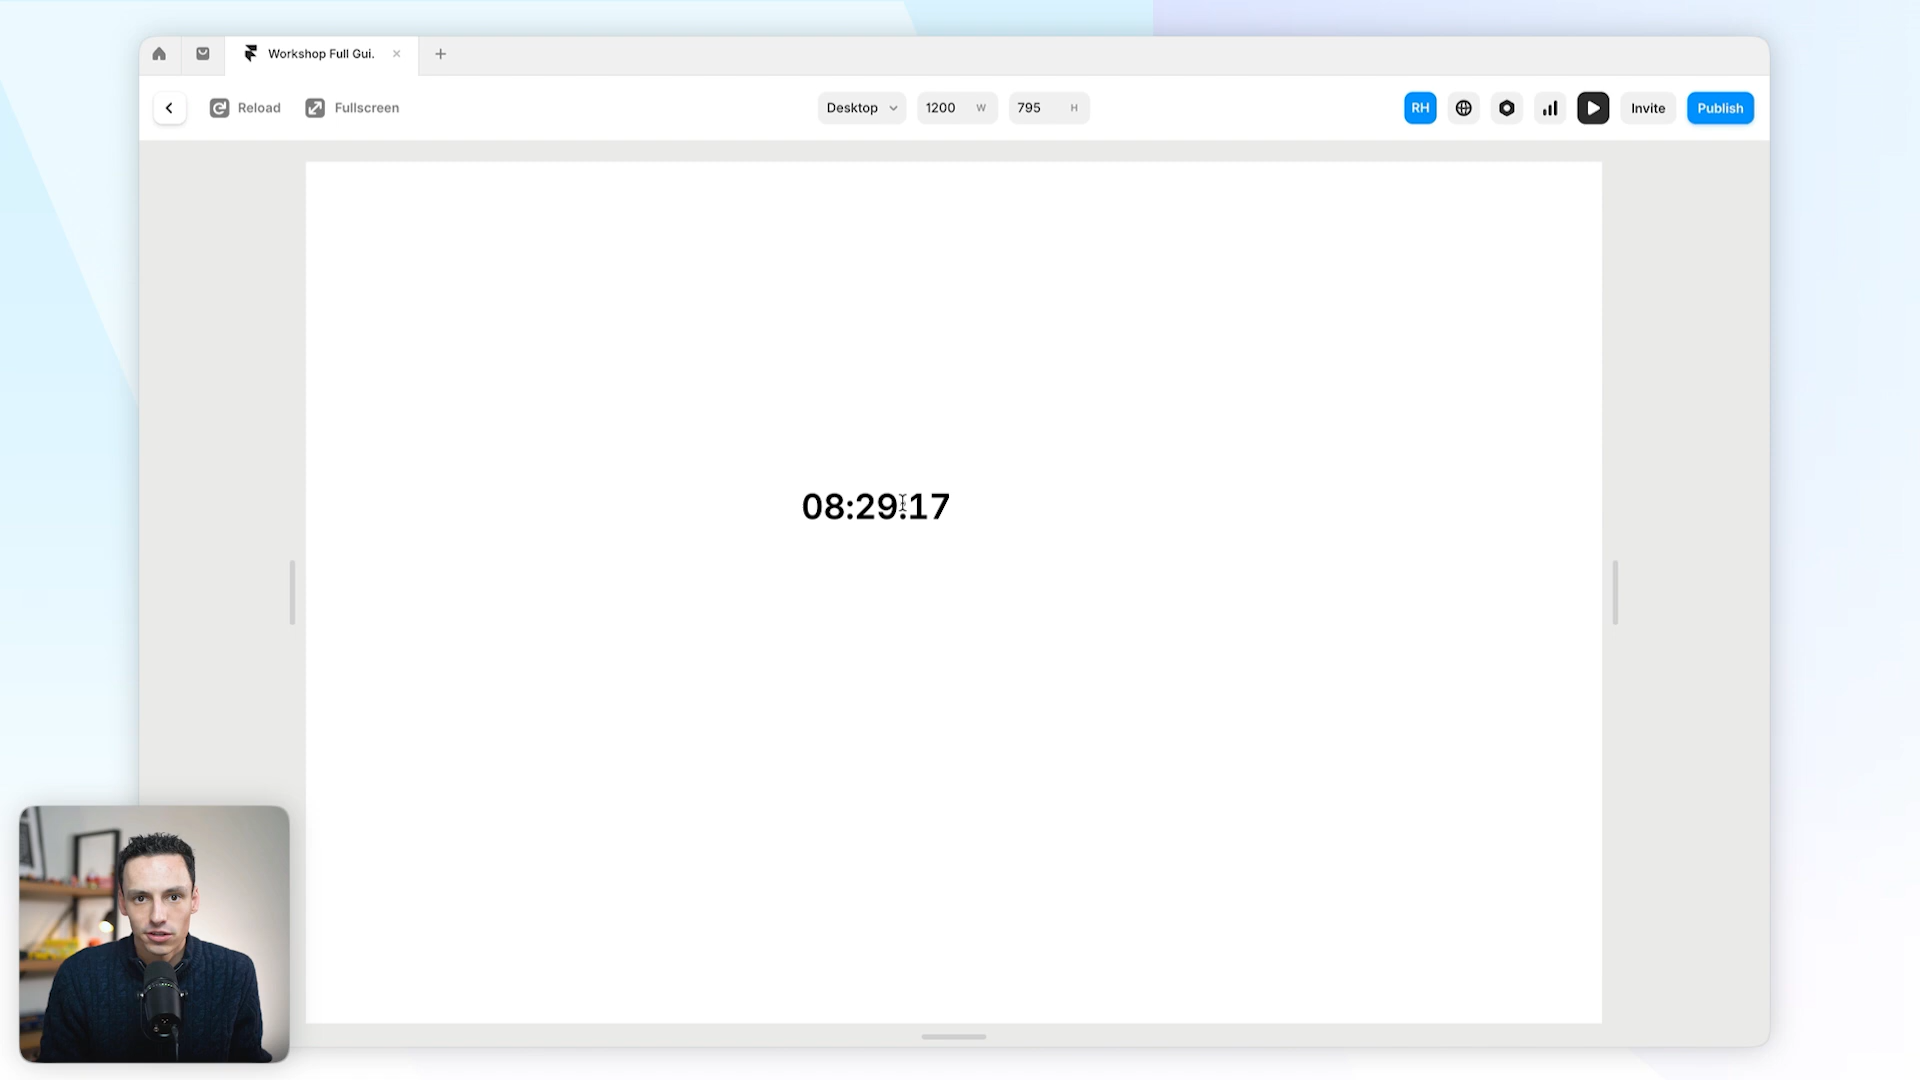 Workshop Full Gui.
Reload
Fullscreen
Desktop
1200 W
795 H
RH
Invite
Publish
08:29:17